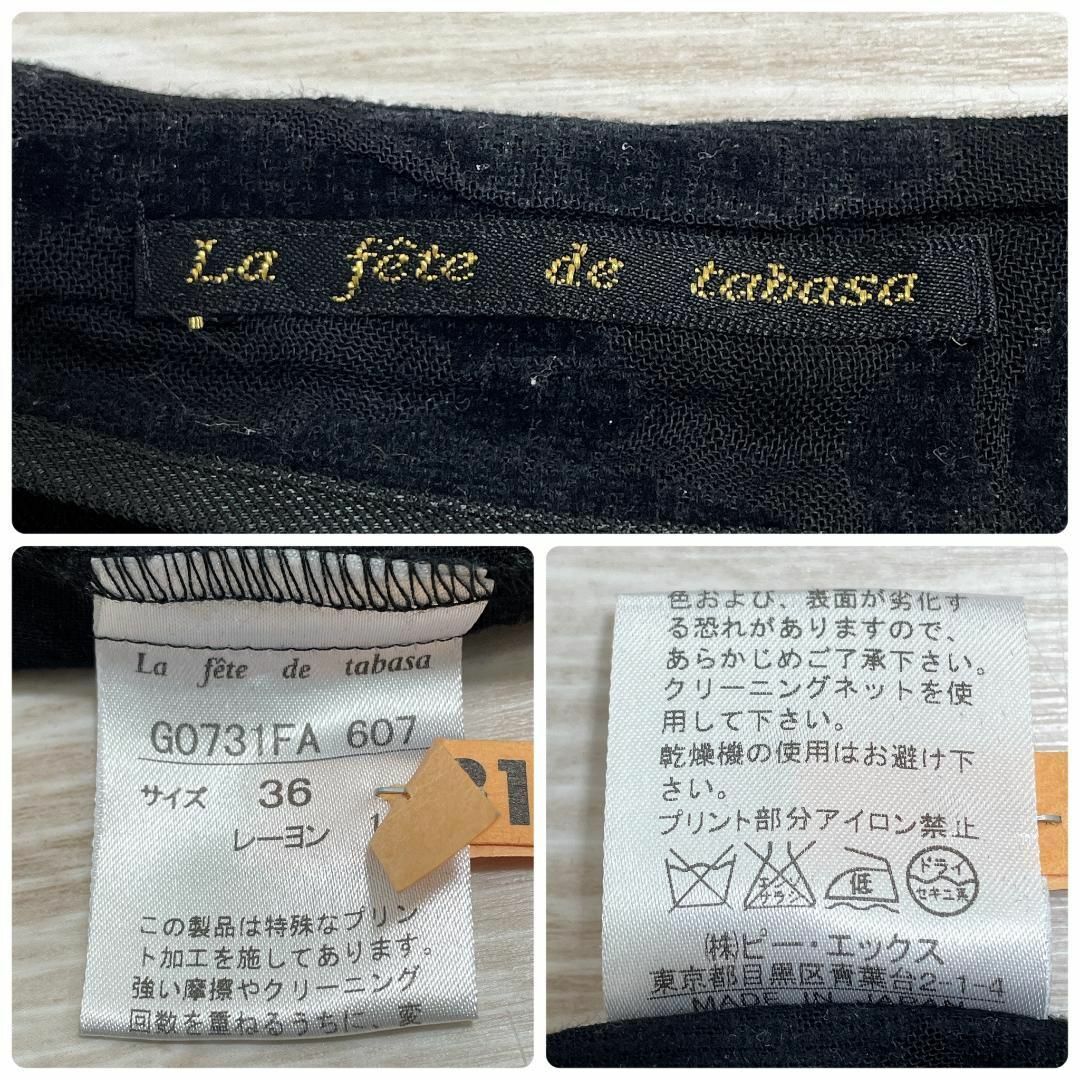 La fête de tabasa
La fête de tabasa
G0731FA 607
サイズ 36
レーヨン
この製品は特殊なプリン
ト加工を施してあります。
強い摩擦やクリーニング
回数を重ねるうちに、変
色および、表面が劣化す
る恐れがありますので、
あらかじめご了承下さい。
クリーニングネットを使
用して下さい。
乾燥機の使用はお避け下
さい。
プリント部分アイロン禁止
エンソ
サラシ
低
ドライ
セキユ系
(株)ピー・エックス
東京都目黒区青葉台2-1-4
MADE IN JAPAN